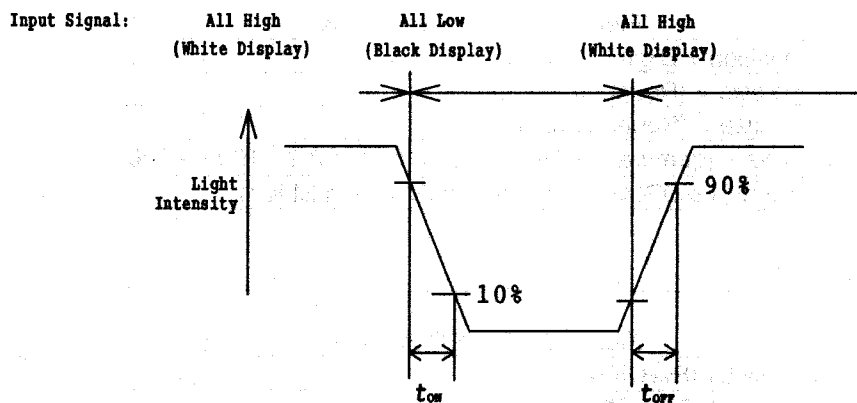 Input Signal: All High All Low All High
(White Display) (Black Display) (White Display)
Light
Intensity
90%
10%
tON tOFF